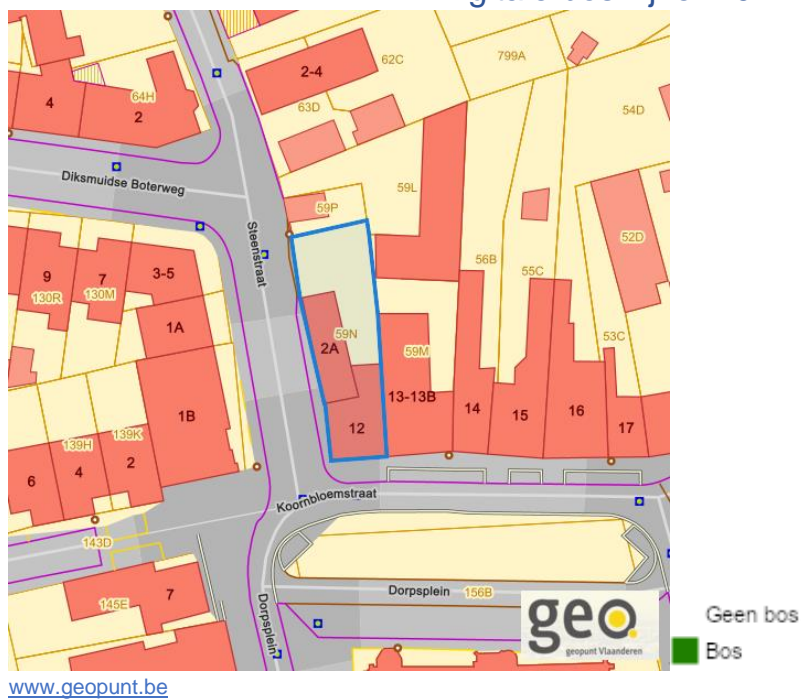 2-4
62C
799A
4
64H
2
63D
54D
Diksmuidse Boterweg
59L
59P
Steenstraat
52D
56B
55C
9
7
3-5
130R
130M
1A
59N
2A
59M
53C
13-13B
1B
12
14
15
16
17
139K
139H
6
4
2
Koornbloemstraat
143D
Dorpsplein
156B
7
145E
Dorpsplein
geo
geopunt Vlaanderen
Geen bos
Bos
www.geopunt.be